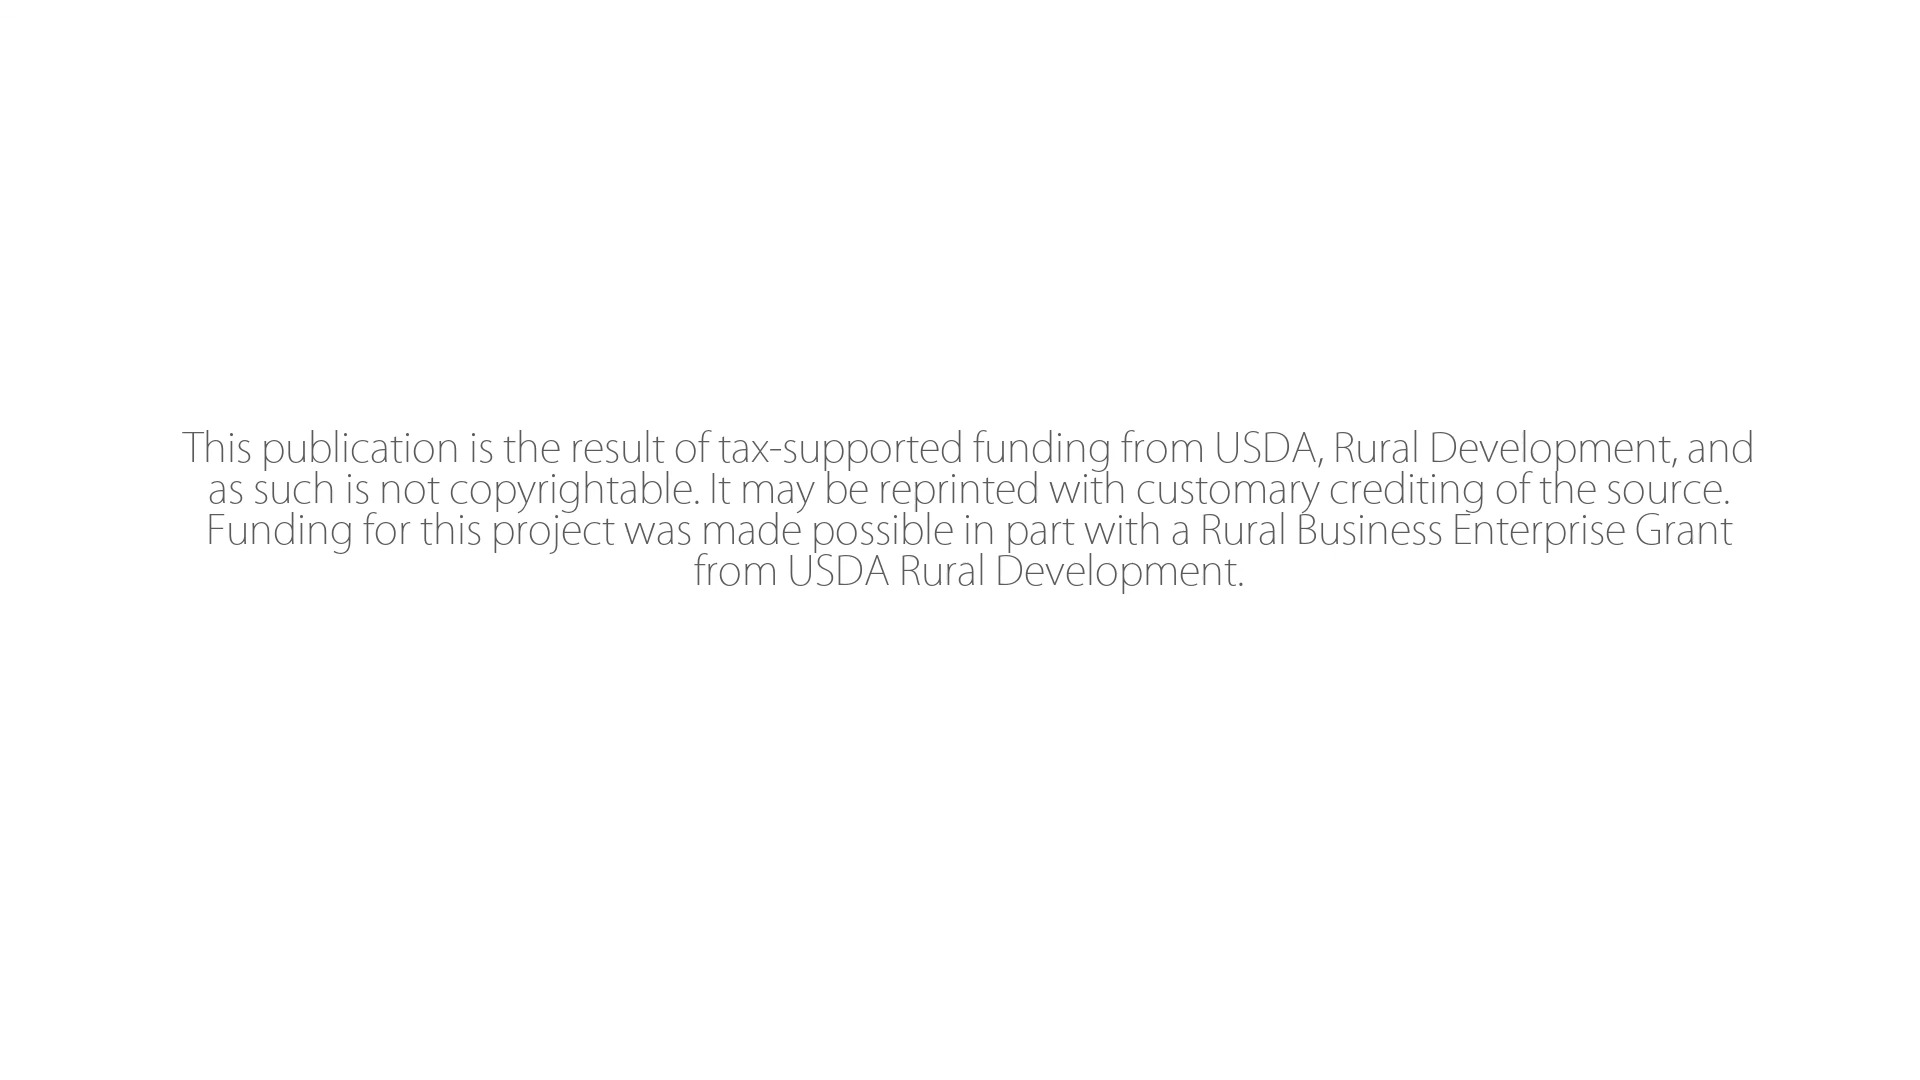 This publication is the result of tax-supported funding from USDA, Rural Development, and
as such is not copyrightable. It may be reprinted with customary crediting of the source.
Funding for this project was made possible in part with a Rural Business Enterprise Grant
from USDA Rural Development.